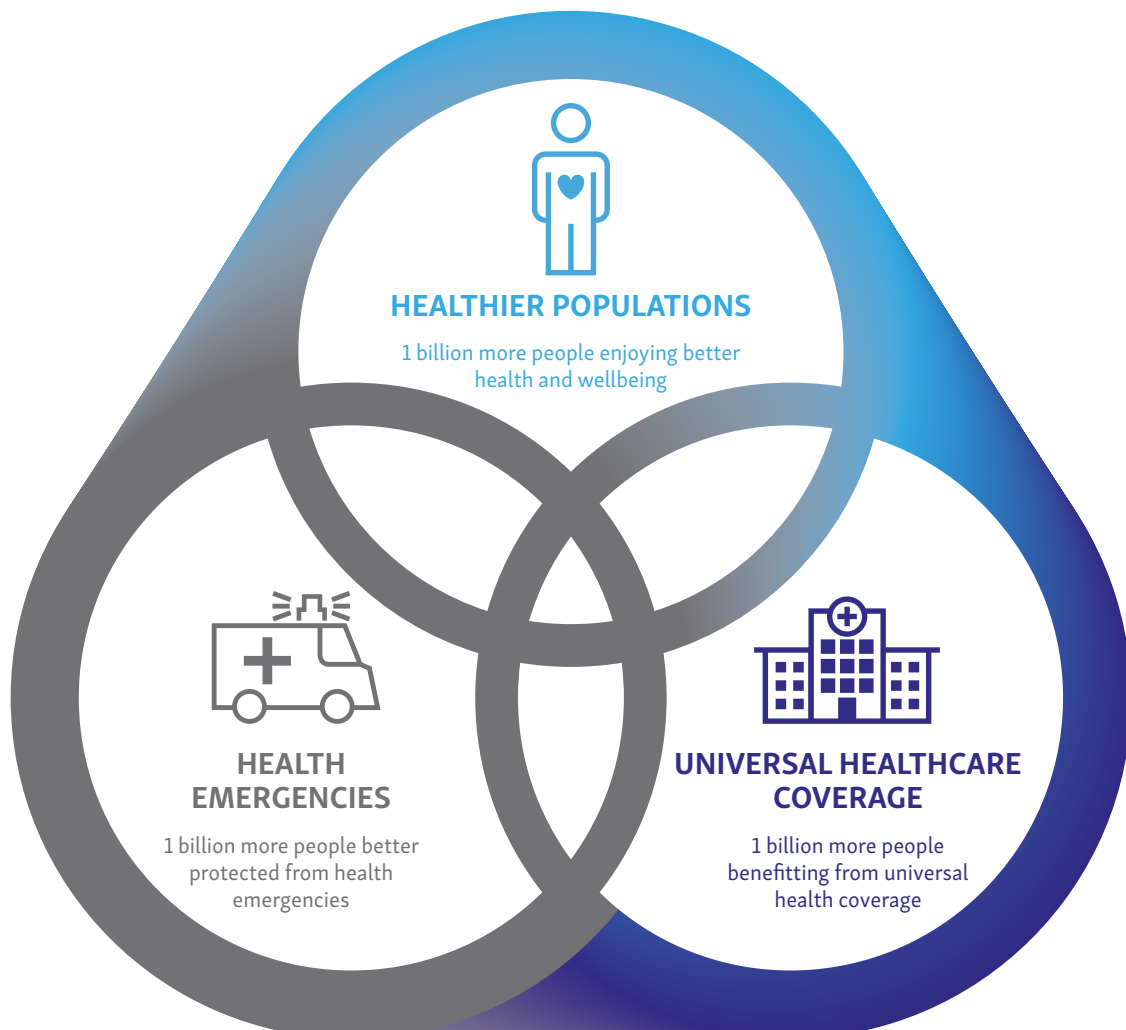 HEALTHIER POPULATIONS
1 billion more people enjoying better
health and wellbeing
HEALTH
EMERGENCIES
1 billion more people better
protected from health
emergencies
UNIVERSAL HEALTHCARE
COVERAGE
1 billion more people
benefitting from universal
health coverage